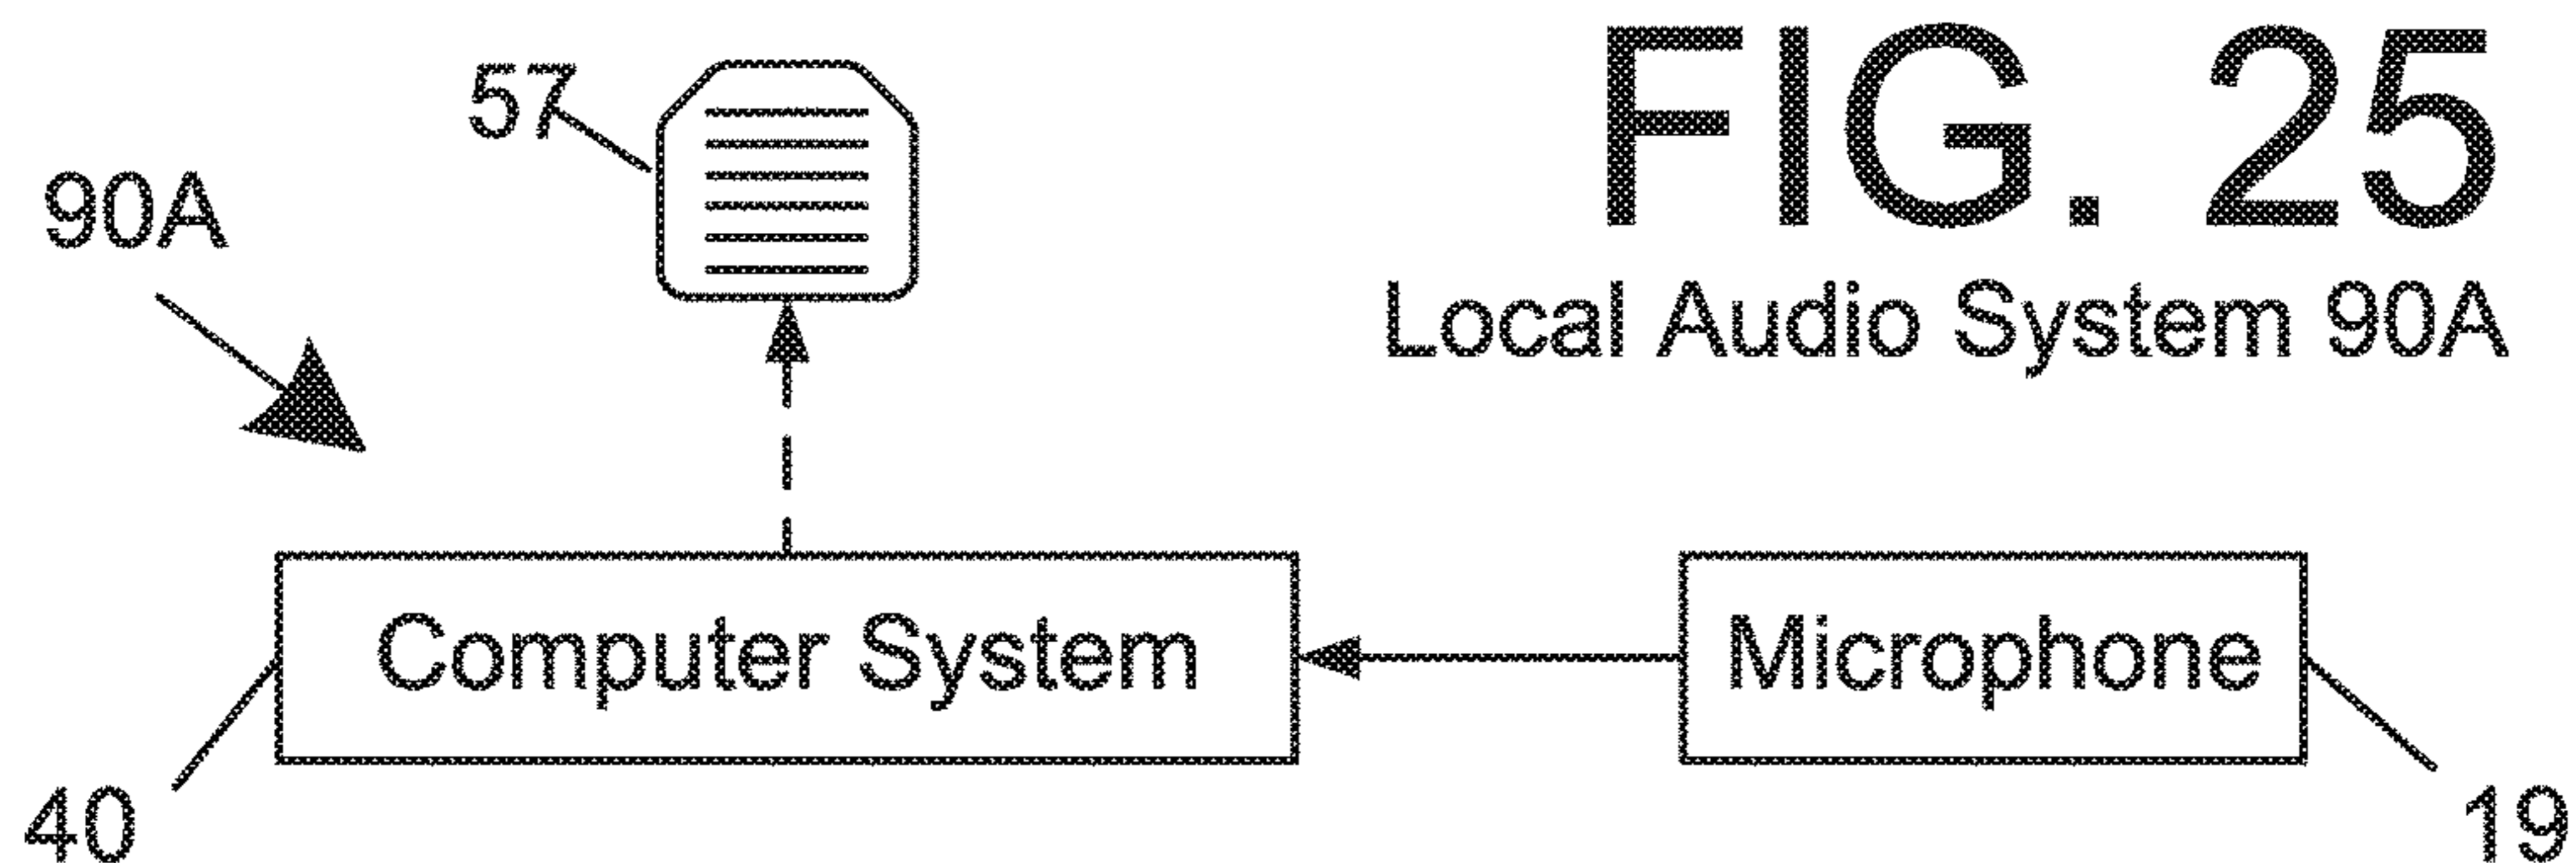 FIG. 25
Local Audio System 90A
57
90A
Computer System
Microphone
40
19